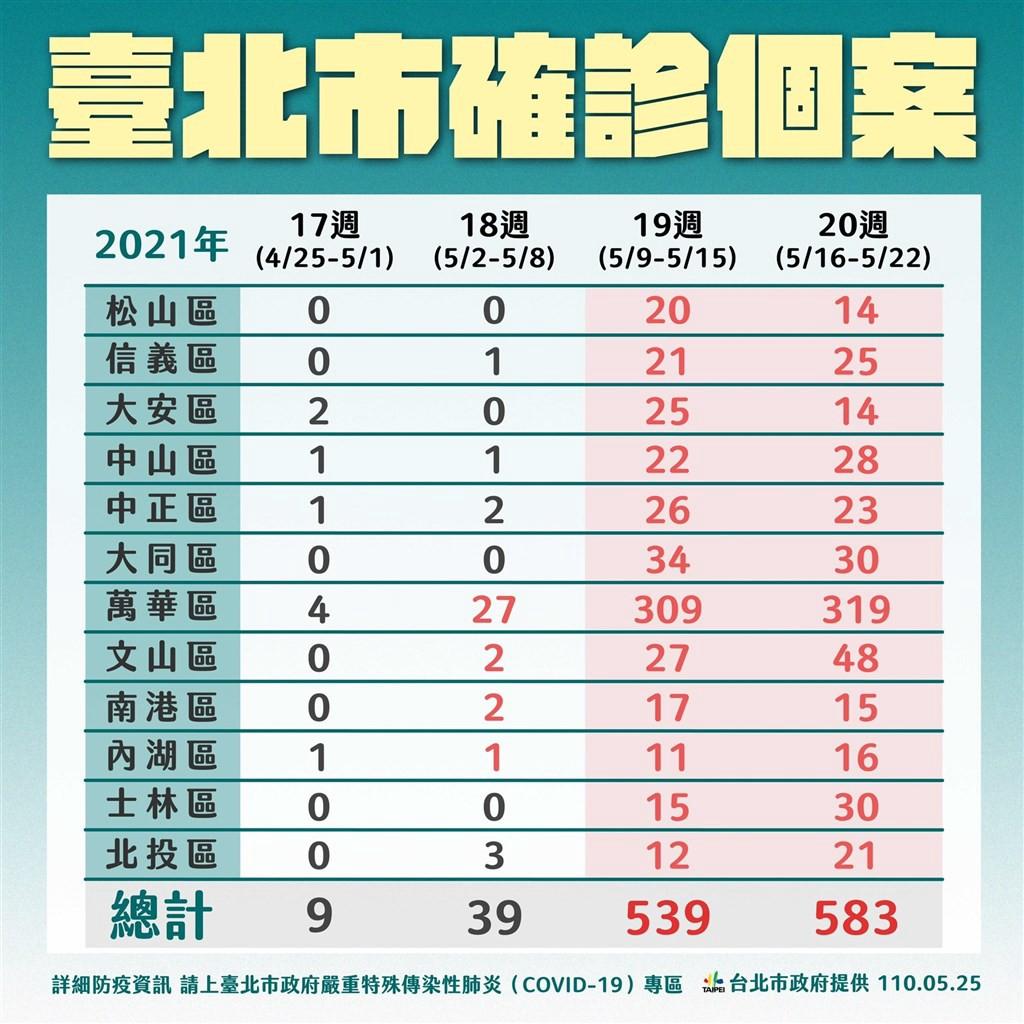 臺北市確診個案
2021年 17週 18週 19週 20週
(4/25-5/1) (5/2-5/8) (5/9-5/15) (5/16-5/22)
松山區 0 0 20 14
信義區 0 1 21 25
大安區 2 0 25 14
中山區 1 1 22 28
中正區 1 2 26 23
大同區 0 0 34 30
萬華區 4 27 309 319
文山區 0 2 27 48
南港區 0 2 17 15
內湖區 1 1 11 16
士林區 0 0 15 30
北投區 0 3 12 21
總計 9 39 539 583
詳細防疫資訊 請上臺北市政府嚴重特殊傳染性肺炎（COVID-19）專區 TAIPEI 台北市政府提供 110.05.25